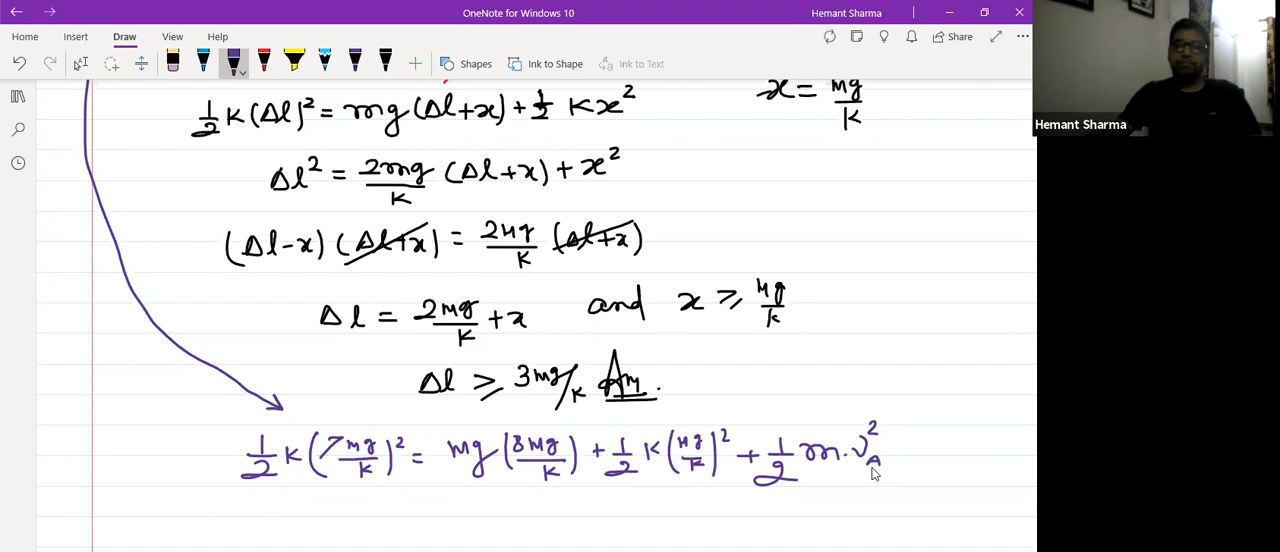 OneNote for Windows 10
Hemant Sharma
Home Insert Draw View Help
Share
Shapes Ink to Shape Ink to Text
Hemant Sharma
½ K (Δl)² = mg (Δl+x) + ½ Kx²
x = mg/K
Δl² = 2mg/K (Δl+x) + x²
(Δl-x) (Δl+x) = 2mg/K (Δl+x)
Δl = 2mg/K + x and x ≥ mg/K
Δl ≥ 3mg/K Am.
½ K (7mg/K)² = mg (8mg/K) + ½ K (mg/K)² + ½ m. v_A²